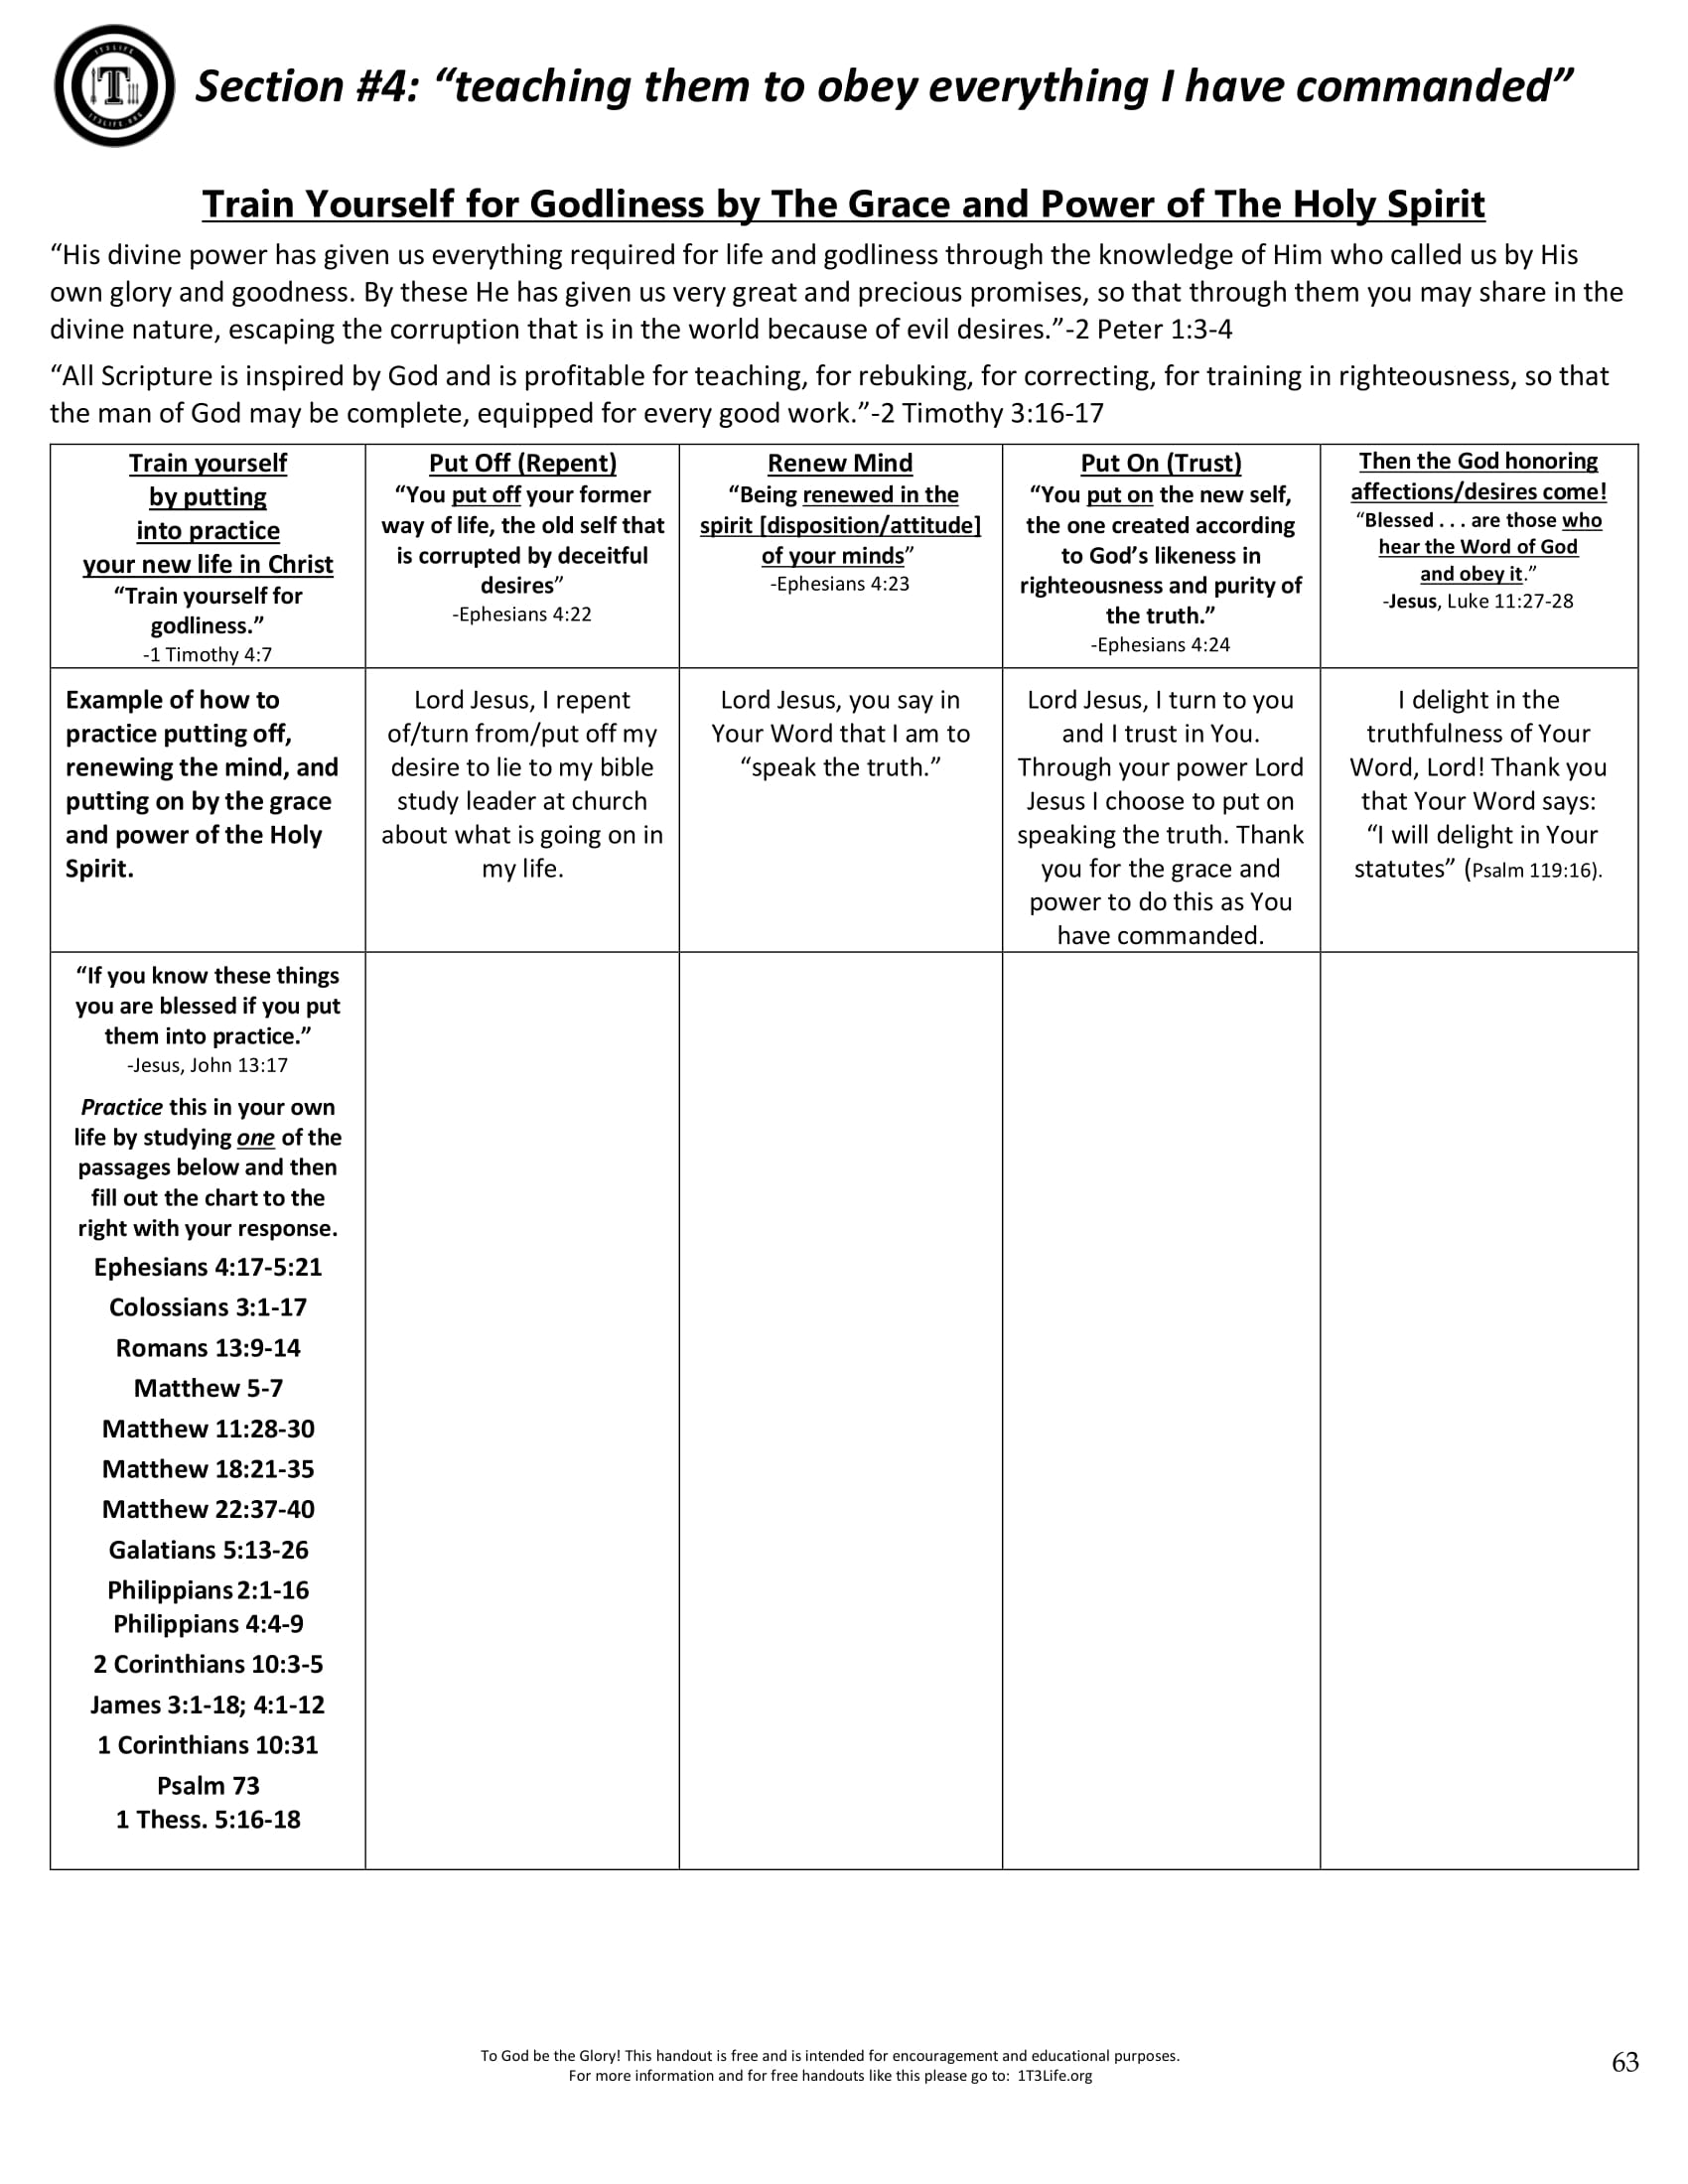 1T3LIFE
T
1T3LIFE.ORG
Section #4: “teaching them to obey everything I have commanded”
Train Yourself for Godliness by The Grace and Power of The Holy Spirit
“His divine power has given us everything required for life and godliness through the knowledge of Him who called us by His
own glory and goodness. By these He has given us very great and precious promises, so that through them you may share in the
divine nature, escaping the corruption that is in the world because of evil desires.”-2 Peter 1:3-4
“All Scripture is inspired by God and is profitable for teaching, for rebuking, for correcting, for training in righteousness, so that
the man of God may be complete, equipped for every good work.”-2 Timothy 3:16-17
Train yourself
by putting
into practice
your new life in Christ
“Train yourself for
godliness.”
-1 Timothy 4:7
Put Off (Repent)
“You put off your former
way of life, the old self that
is corrupted by deceitful
desires”
-Ephesians 4:22
Renew Mind
“Being renewed in the
spirit [disposition/attitude]
of your minds”
-Ephesians 4:23
Put On (Trust)
“You put on the new self,
the one created according
to God’s likeness in
righteousness and purity of
the truth.”
-Ephesians 4:24
Then the God honoring
affections/desires come!
“Blessed . . . are those who
hear the Word of God
and obey it.”
-Jesus, Luke 11:27-28
Example of how to
practice putting off,
renewing the mind, and
putting on by the grace
and power of the Holy
Spirit.
Lord Jesus, I repent
of/turn from/put off my
desire to lie to my bible
study leader at church
about what is going on in
my life.
Lord Jesus, you say in
Your Word that I am to
“speak the truth.”
Lord Jesus, I turn to you
and I trust in You.
Through your power Lord
Jesus I choose to put on
speaking the truth. Thank
you for the grace and
power to do this as You
have commanded.
I delight in the
truthfulness of Your
Word, Lord! Thank you
that Your Word says:
“I will delight in Your
statutes” (Psalm 119:16).
“If you know these things
you are blessed if you put
them into practice.”
-Jesus, John 13:17
Practice this in your own
life by studying one of the
passages below and then
fill out the chart to the
right with your response.
Ephesians 4:17-5:21
Colossians 3:1-17
Romans 13:9-14
Matthew 5-7
Matthew 11:28-30
Matthew 18:21-35
Matthew 22:37-40
Galatians 5:13-26
Philippians 2:1-16
Philippians 4:4-9
2 Corinthians 10:3-5
James 3:1-18; 4:1-12
1 Corinthians 10:31
Psalm 73
1 Thess. 5:16-18
To God be the Glory! This handout is free and is intended for encouragement and educational purposes.
For more information and for free handouts like this please go to: 1T3Life.org
63